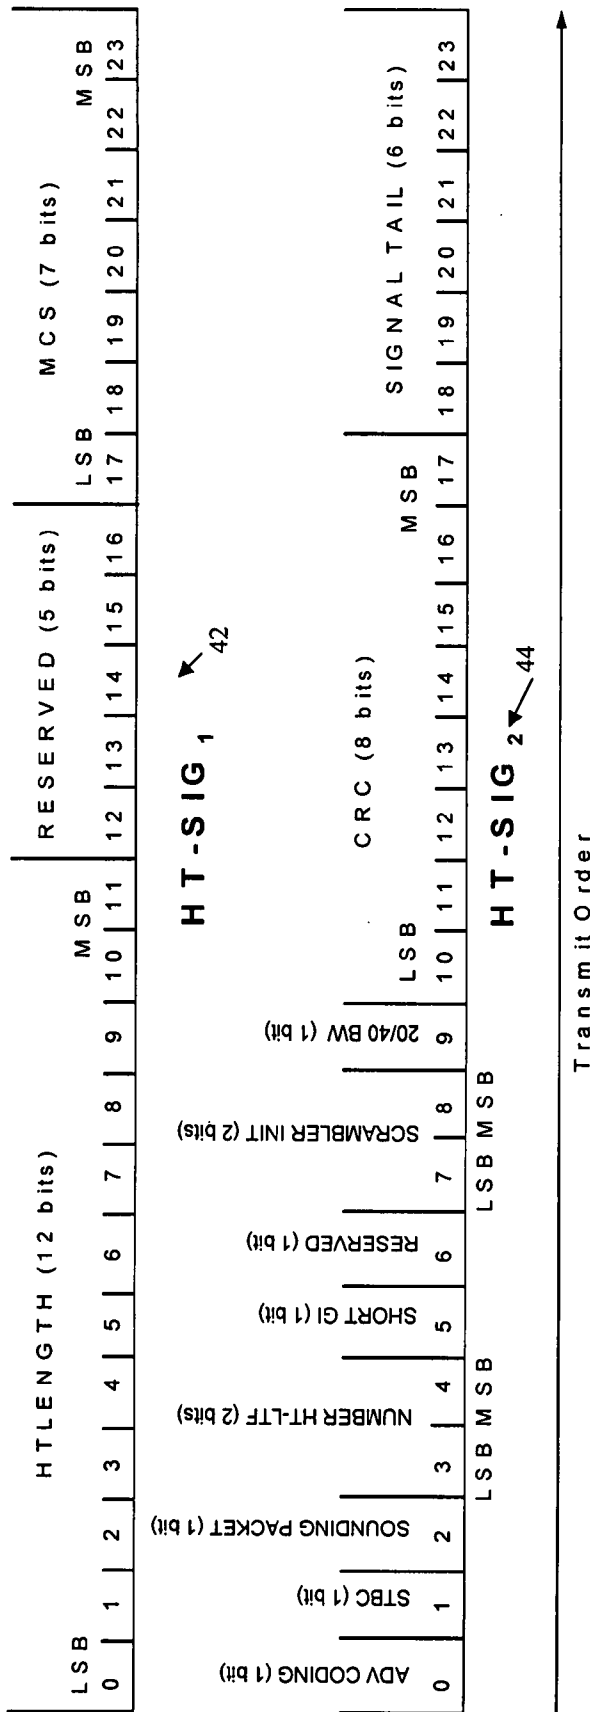 HTLENGTH (12 bits) RESERVED (5 bits) MCS (7 bits)
LSB MSB LSB MSB
0 1 2 3 4 5 6 7 8 9 10 11 12 13 14 15 16 17 18 19 20 21 22 23
HT-SIG 1
42
ADV CODING (1 bit)
STBC (1 bit)
SOUNDING PACKET (1 bit)
NUMBER HT-LTF (2 bits)
SHORT GI (1 bit)
RESERVED (1 bit)
SCRAMBLER INIT (2 bits)
20/40 BW (1 bit)
CRC (8 bits)
SIGNAL TAIL (6 bits)
LSB MSB
0 1 2 3 4 5 6 7 8 9 10 11 12 13 14 15 16 17 18 19 20 21 22 23
LSB MSB LSB MSB
HT-SIG 2
44
Transmit Order